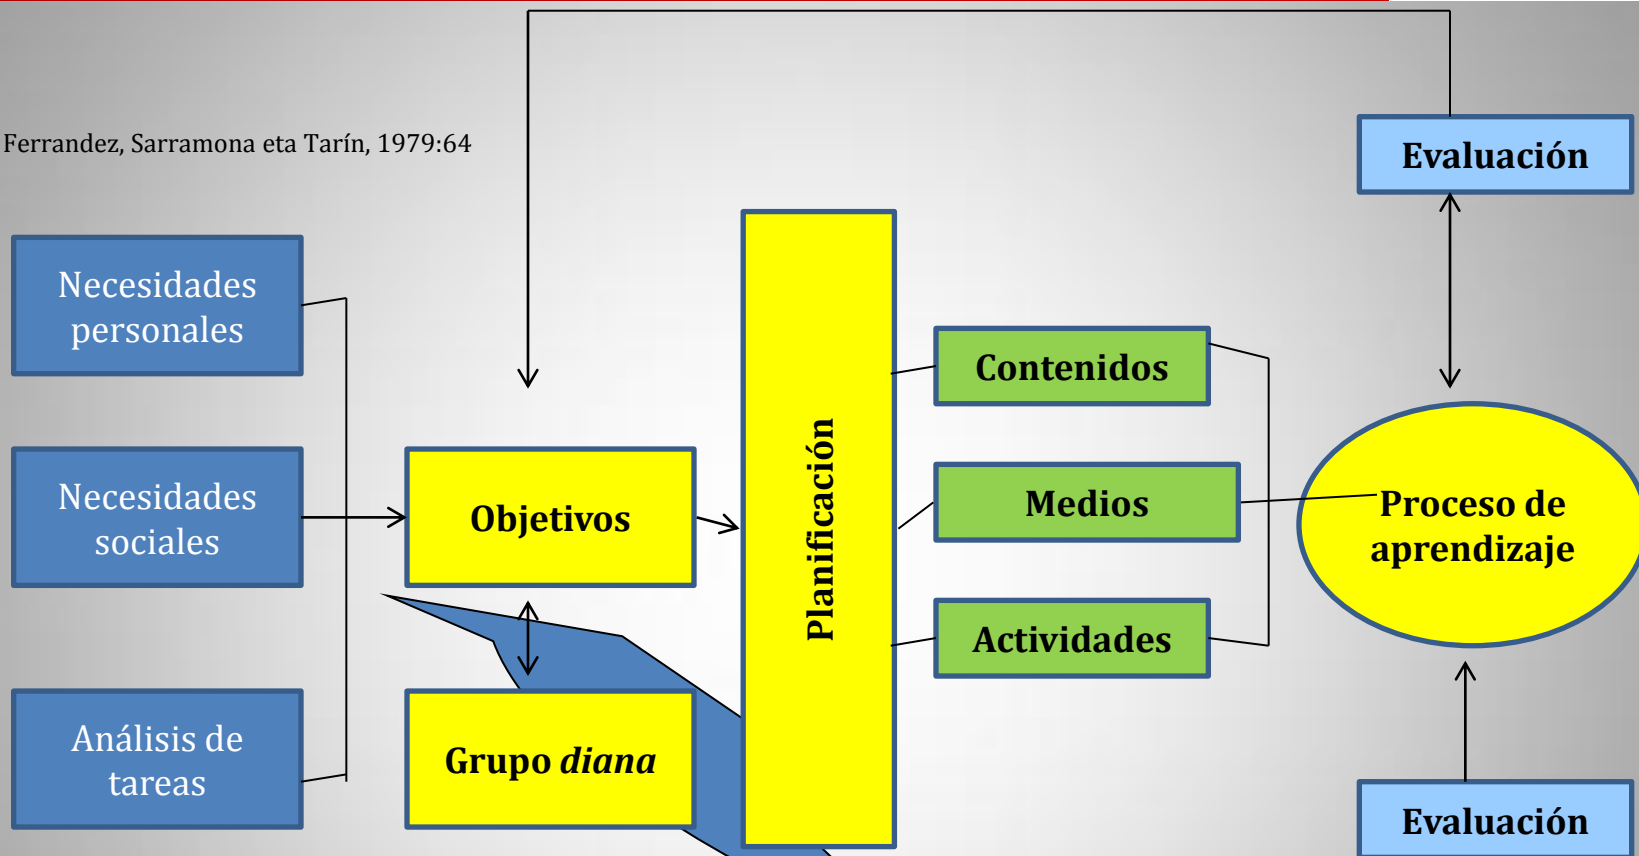 Ferrandez, Sarramona eta Tarín, 1979:64
Evaluación
Necesidades
personales
Contenidos
Necesidades
sociales
Objetivos
Planificación
Medios
Proceso de
aprendizaje
Actividades
Análisis de
tareas
Grupo diana
Evaluación